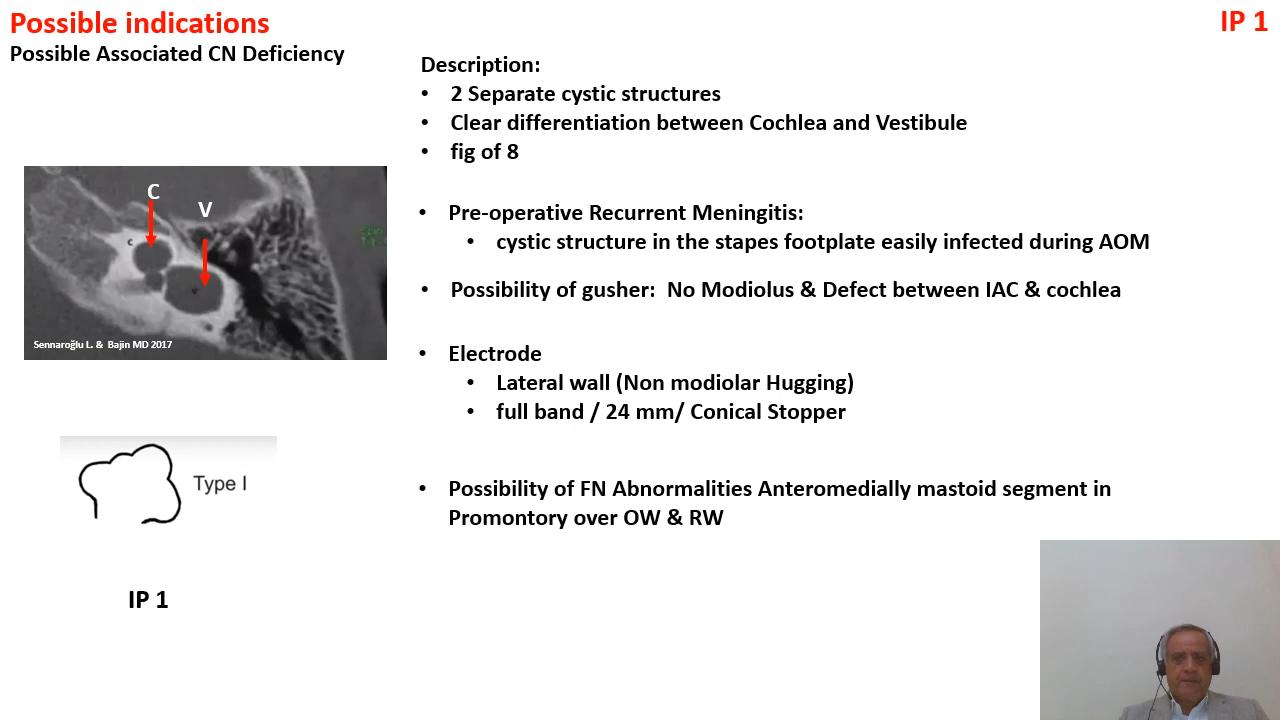 Possible indications
IP 1
Possible Associated CN Deficiency
Description:
• 2 Separate cystic structures
• Clear differentiation between Cochlea and Vestibule
• fig of 8
C
V
c
v
• Pre-operative Recurrent Meningitis:
• cystic structure in the stapes footplate easily infected during AOM
• Possibility of gusher: No Modiolus & Defect between IAC & cochlea
Sennaroğlu L. & Bajin MD 2017
• Electrode
• Lateral wall (Non modiolar Hugging)
• full band / 24 mm/ Conical Stopper
Type I
• Possibility of FN Abnormalities Anteromedially mastoid segment in
Promontory over OW & RW
IP 1